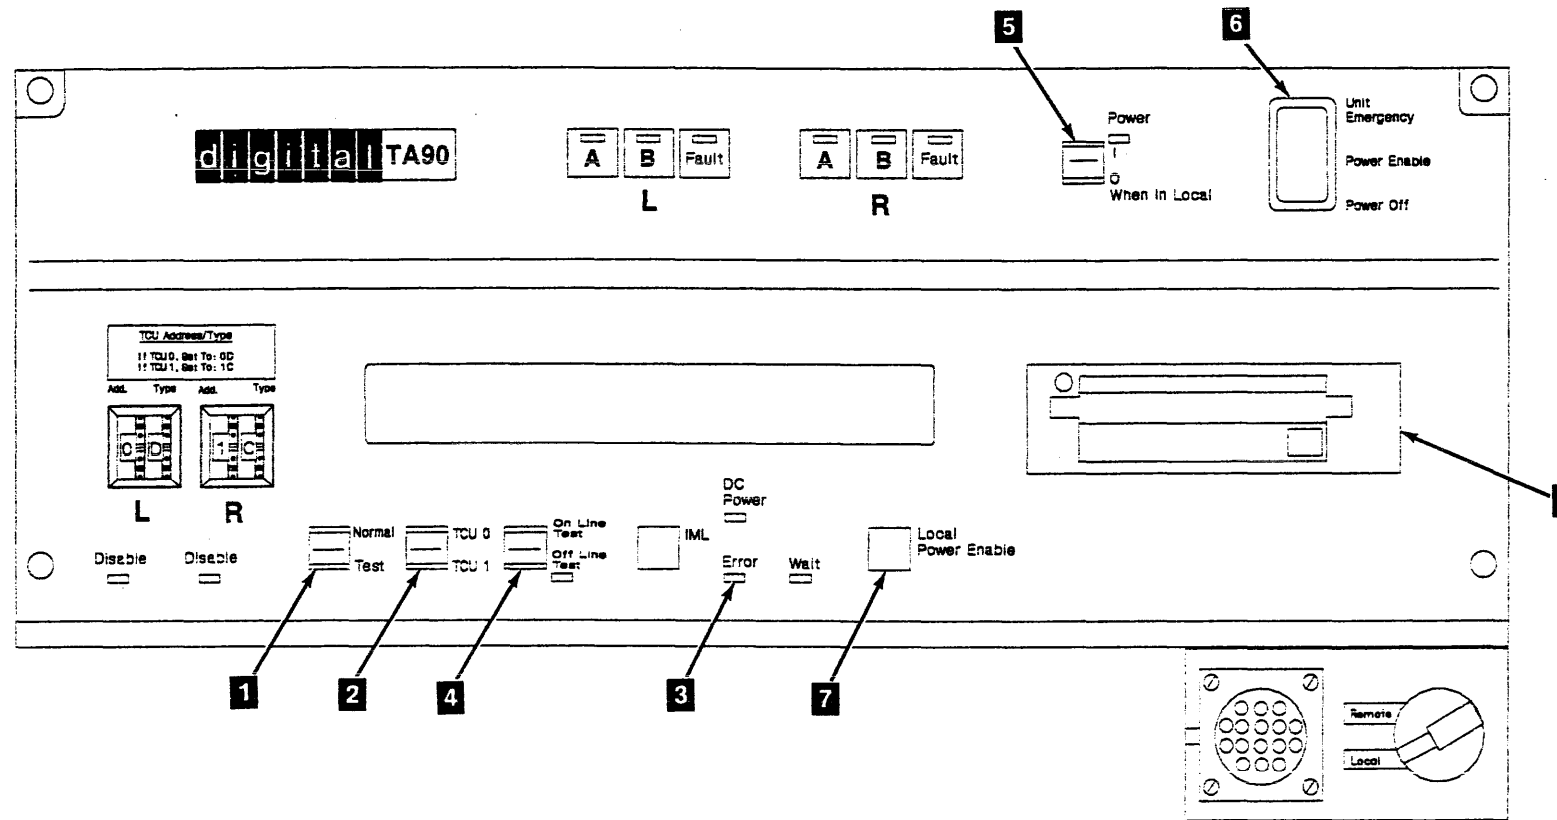 5
6
digital TA90
A B Fault
L
A B Fault
R
Power
I
O
When In Local
Unit
Emergency
Power Enable
Power Off
TCU Address/Type
If TCU 0, Set To: 0D
If TCU 1, Set To: 1C
Add. Type Add. Type
0 D
1 C
L R
Disable Disable
Normal
Test
TCU 0
TCU 1
On Line
Test
Off Line
Test
IML
DC
Power
Error
Wait
Local
Power Enable
1
2
4
3
7
Remote
Local